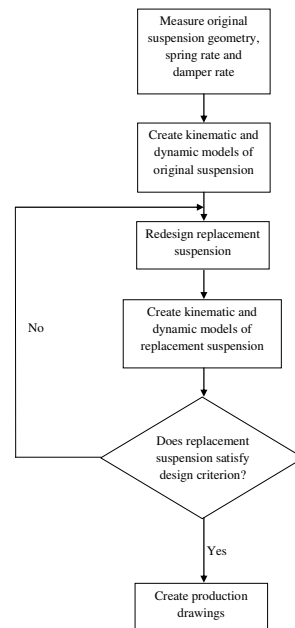 Measure original
suspension geometry,
spring rate and
damper rate
Create kinematic and
dynamic models of
original suspension
Redesign replacement
suspension
Create kinematic and
dynamic models of
replacement suspension
No
Does replacement
suspension satisfy
design criterion?
Yes
Create production
drawings